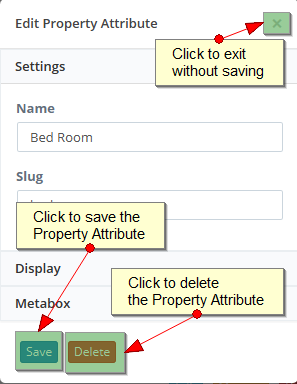 Edit Property Attribute
×
Click to exit
without saving
Settings
Name
Bed Room
Slug
Click to save the
Property Attribute
Display
Click to delete
the Property Attribute
Metabox
Save
Delete